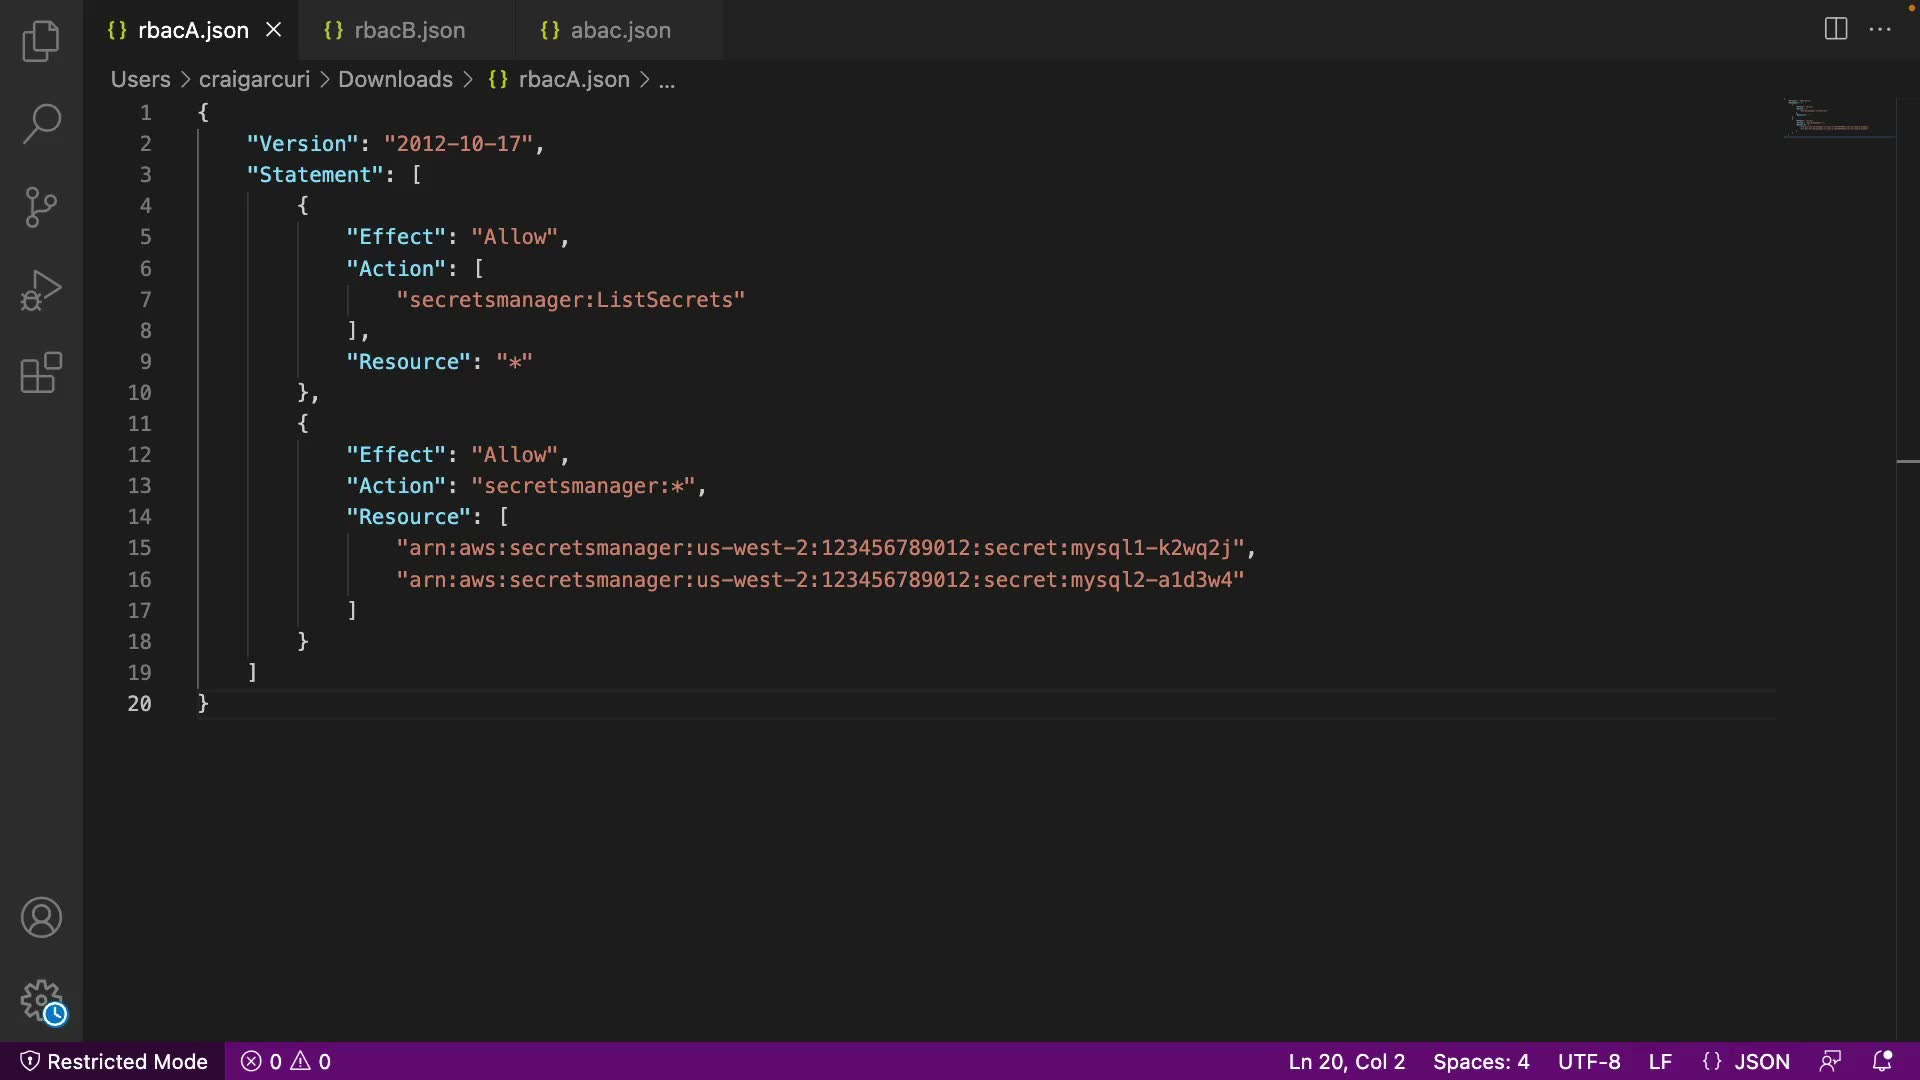 {} rbacA.json {} rbacB.json {} abac.json
Users > craigarcuri > Downloads > {} rbacA.json > ...
1 {
2     "Version": "2012-10-17",
3     "Statement": [
4         {
5             "Effect": "Allow",
6             "Action": [
7                 "secretsmanager:ListSecrets"
8             ],
9             "Resource": "*"
10         },
11         {
12             "Effect": "Allow",
13             "Action": "secretsmanager:*",
14             "Resource": [
15                 "arn:aws:secretsmanager:us-west-2:123456789012:secret:mysql1-k2wq2j",
16                 "arn:aws:secretsmanager:us-west-2:123456789012:secret:mysql2-a1d3w4"
17             ]
18         }
19     ]
20 }
Restricted Mode 0 0 Ln 20, Col 2 Spaces: 4 UTF-8 LF {} JSON